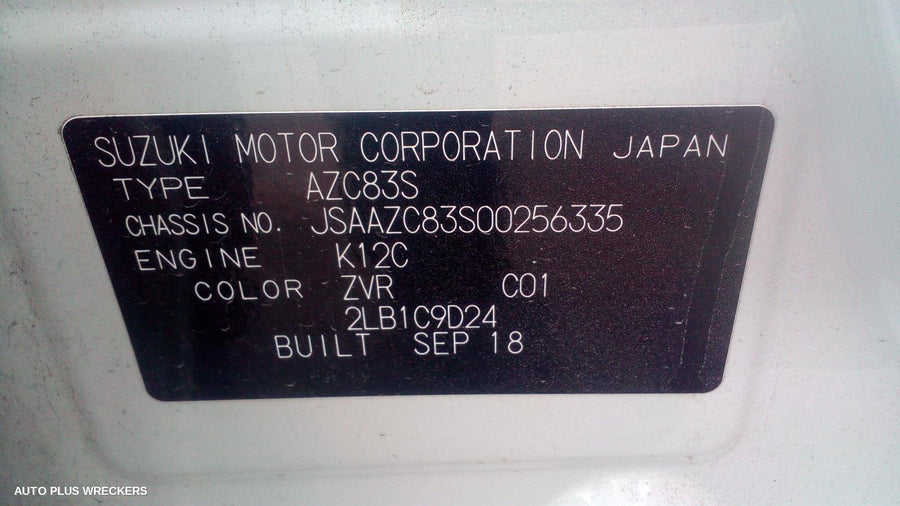 SUZUKI MOTOR CORPORATION JAPAN
TYPE AZC83S
CHASSIS NO. JSAAZC83S00256335
ENGINE K12C
COLOR ZVR C01
2LB1C9D24
BUILT SEP 18
AUTO PLUS WRECKERS